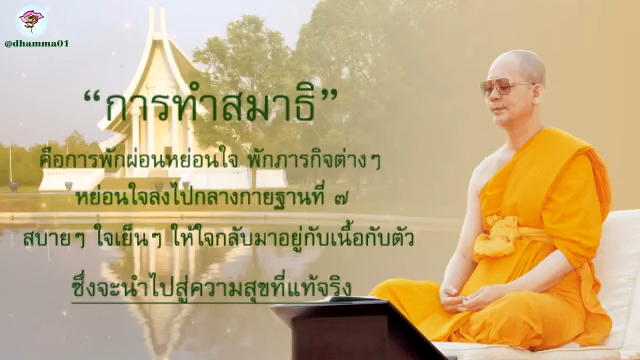 @dhamma01
“การทำสมาธิ”
คือการพักผ่อนหย่อนใจ พักภารกิจต่างๆ
หย่อนใจลงไปกลางกายฐานที่ ๗
สบายๆ ใจเย็นๆ ให้ใจกลับมาอยู่กับเนื้อกับตัว
ซึ่งจะนำไปสู่ความสุขที่แท้จริง